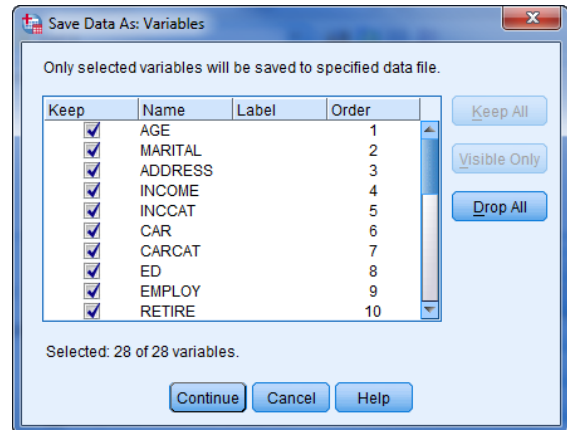 Save Data As: Variables
Only selected variables will be saved to specified data file.
Keep Name Label Order
AGE 1
MARITAL 2
ADDRESS 3
INCOME 4
INCCAT 5
CAR 6
CARCAT 7
ED 8
EMPLOY 9
RETIRE 10
Keep All
Visible Only
Drop All
Selected: 28 of 28 variables.
Continue Cancel Help